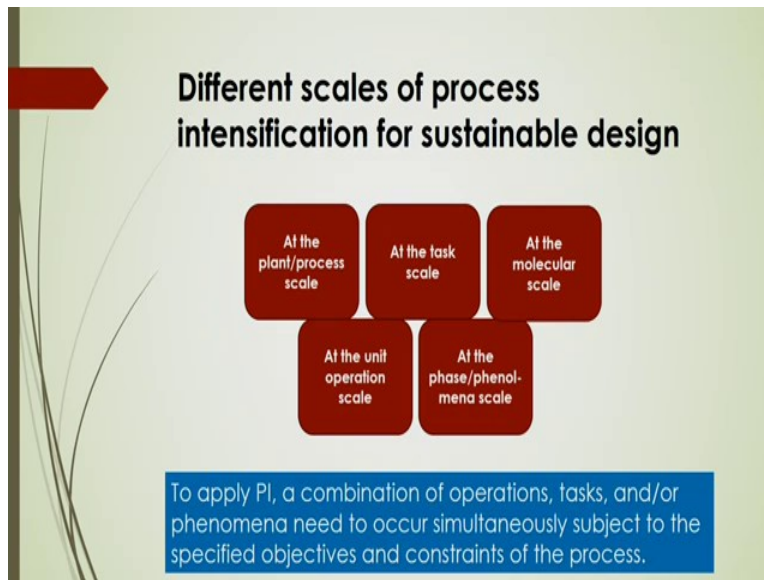 Different scales of process
intensification for sustainable design
At the
plant/process
scale
At the task
scale
At the
molecular
scale
At the unit
operation
scale
At the
phase/phenol-
mena scale
To apply PI, a combination of operations, tasks, and/or
phenomena need to occur simultaneously subject to the
specified objectives and constraints of the process.